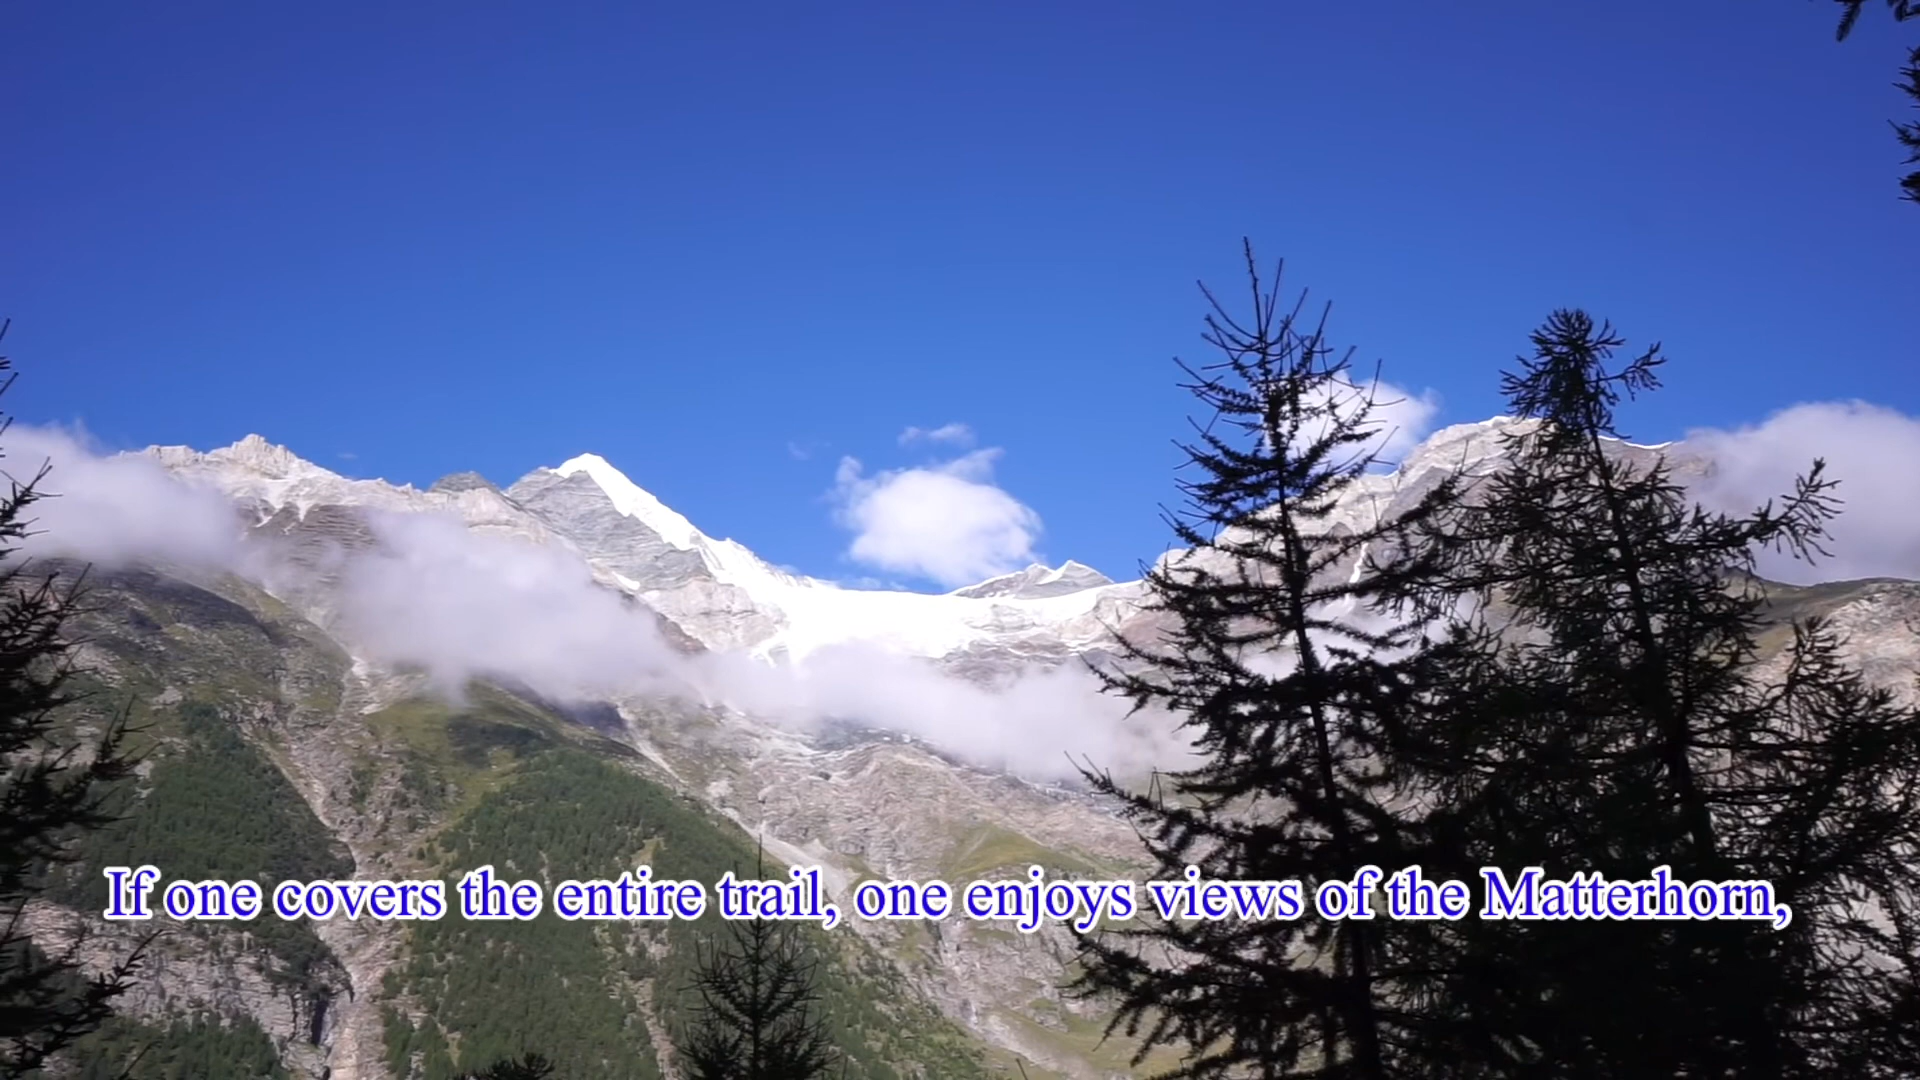 If one covers the entire trail, one enjoys views of the Matterhorn,